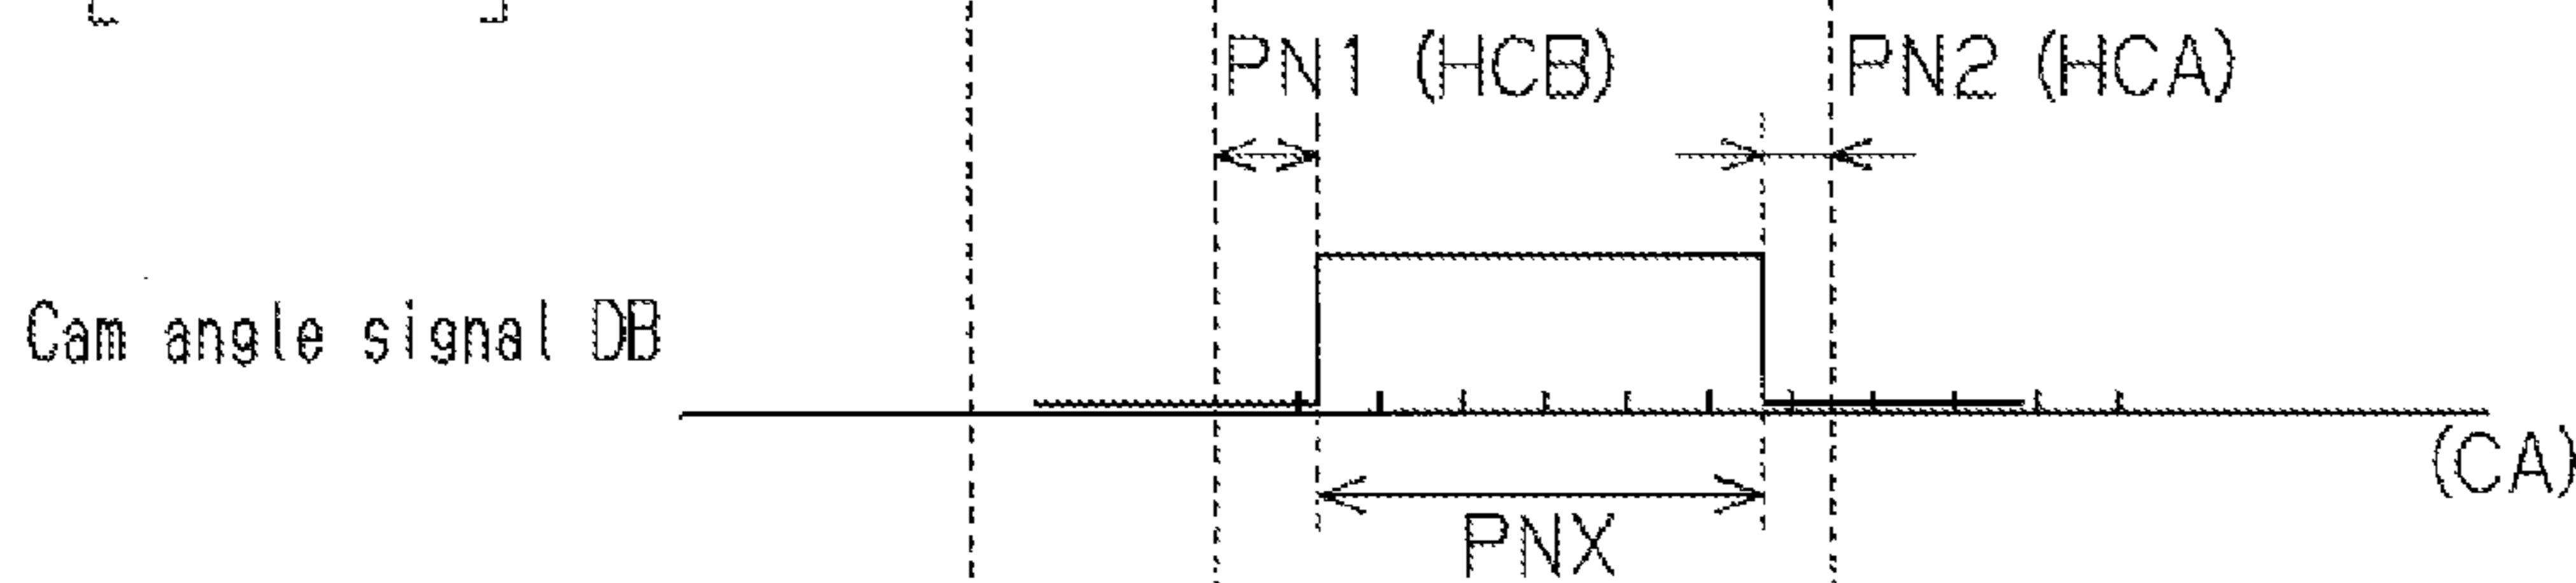 PN1 (HCB)
PN2 (HCA)
Cam angle signal DB
(CA)
PNX